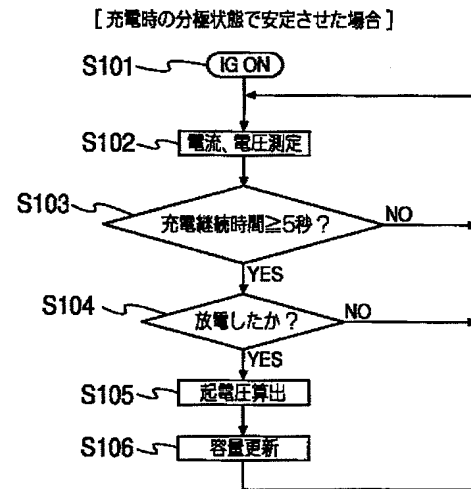 [ 充電時の分極状態で安定させた場合 ]
S101 IG ON
S102 電流、電圧測定
S103 充電継続時間≧5秒? NO
YES
S104 放電したか? NO
YES
S105 起電圧算出
S106 容量更新